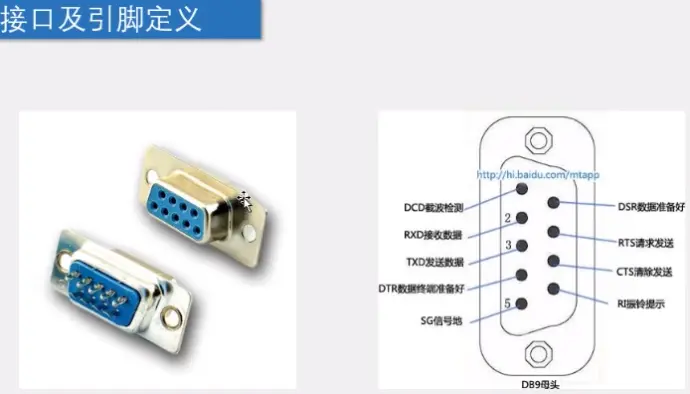 接口及引脚定义
http://hi.baidu.com/mtapp
DCD载波检测
DSR数据准备好
2
RXD接收数据
RTS请求发送
3
TXD发送数据
CTS清除发送
DTR数据终端准备好
RI振铃提示
5
SG信号地
DB9母头